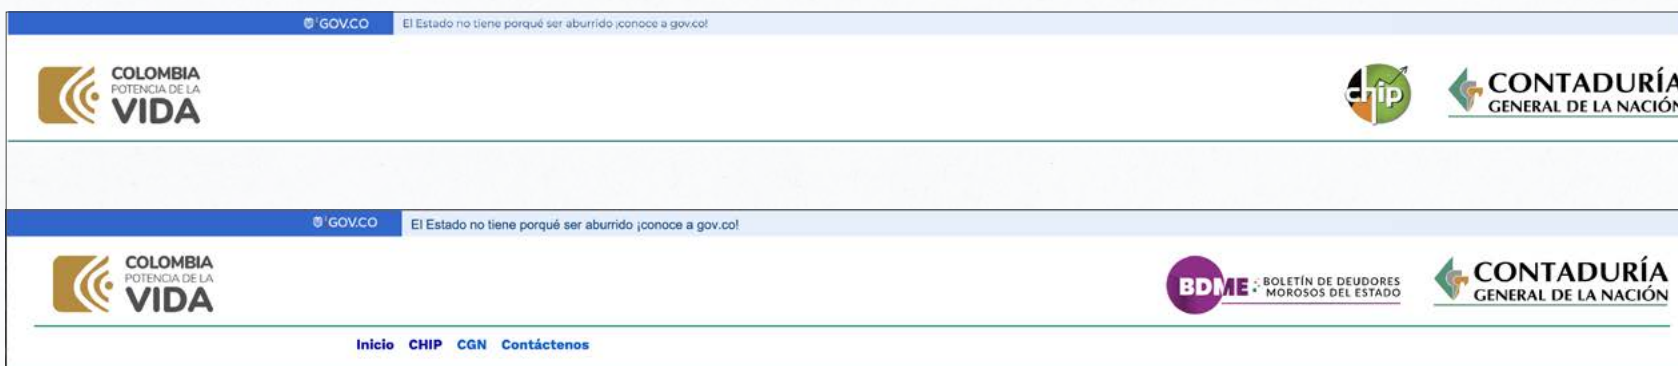 GOV.CO El Estado no tiene porqué ser aburrido ¡conoce a gov.co!
COLOMBIA
POTENCIA DE LA
VIDA
chip
CONTADURÍA
GENERAL DE LA NACIÓN
GOV.CO El Estado no tiene porqué ser aburrido ¡conoce a gov.co!
COLOMBIA
POTENCIA DE LA
VIDA
BDME: BOLETÍN DE DEUDORES
MOROSOS DEL ESTADO
CONTADURÍA
GENERAL DE LA NACIÓN
Inicio CHIP CGN Contáctenos